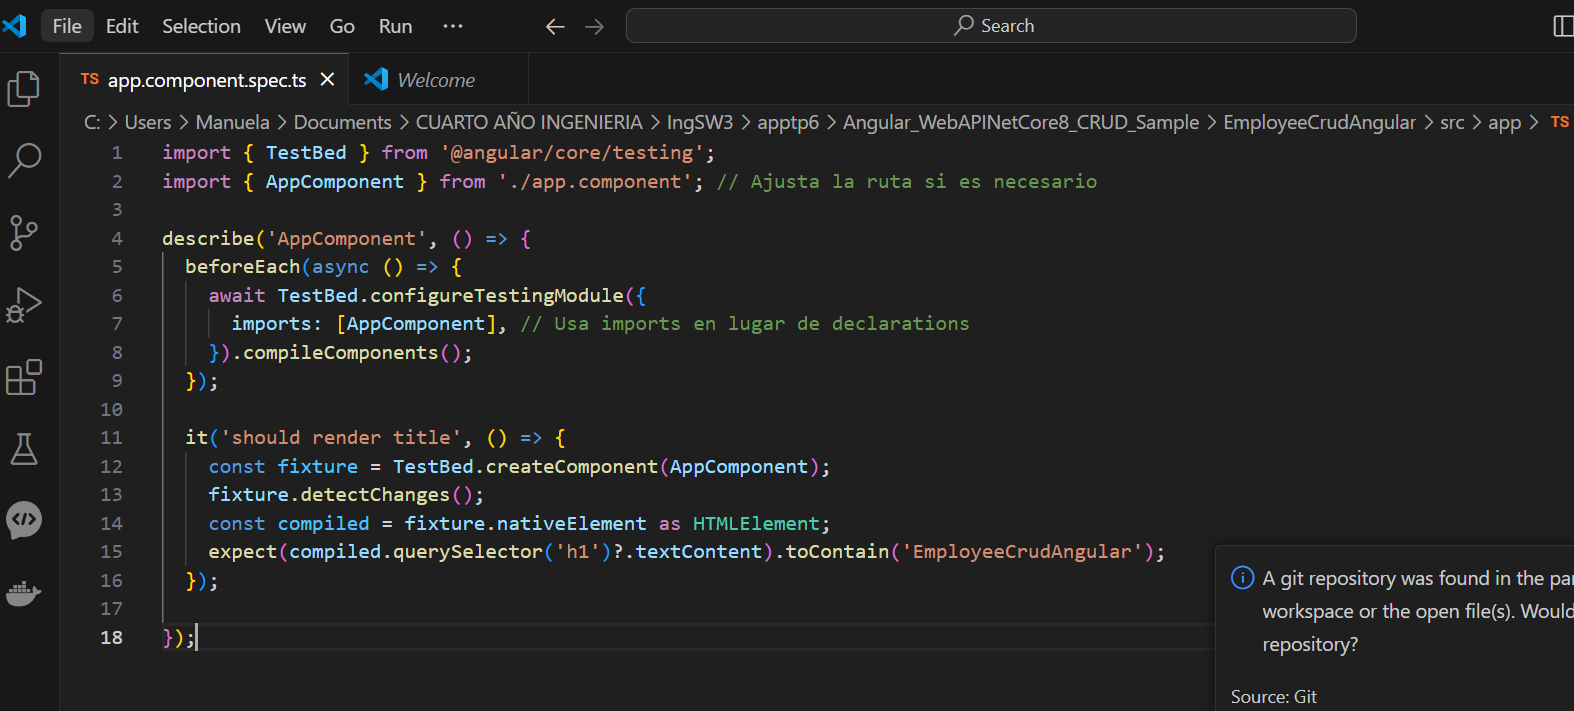 File Edit Selection View Go Run ··· Search
TS app.component.spec.ts Welcome
C: > Users > Manuela > Documents > CUARTO AÑO INGENIERIA > IngSW3 > apptp6 > Angular_WebAPINetCore8_CRUD_Sample > EmployeeCrudAngular > src > app > TS
1 import { TestBed } from '@angular/core/testing';
2 import { AppComponent } from './app.component'; // Ajusta la ruta si es necesario
3
4 describe('AppComponent', () => {
5 beforeEach(async () => {
6 await TestBed.configureTestingModule({
7 imports: [AppComponent], // Usa imports en lugar de declarations
8 }).compileComponents();
9 });
10
11 it('should render title', () => {
12 const fixture = TestBed.createComponent(AppComponent);
13 fixture.detectChanges();
14 const compiled = fixture.nativeElement as HTMLElement;
15 expect(compiled.querySelector('h1')?.textContent).toContain('EmployeeCrudAngular');
16 });
17
18 });
A git repository was found in the pa
workspace or the open file(s). Would
repository?
Source: Git